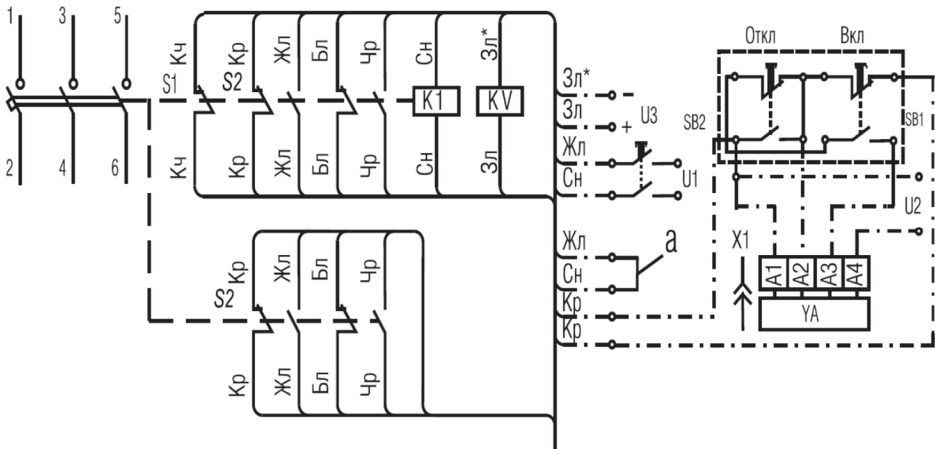 1 3 5
2 4 6
S1
Кч Кр Жл Бл Чр Сн Зл*
S2
К1 KV
Кч Кр Жл Бл Чр Сн Зл
Кр Жл Бл Чр
S2
Кр Жл Бл Чр
Зл* –
Зл +
Жл U3
Сн U1
Жл a
Сн
Кр
Кр
Откл Вкл
SB2 SB1
U2
X1
A1 A2 A3 A4
YA